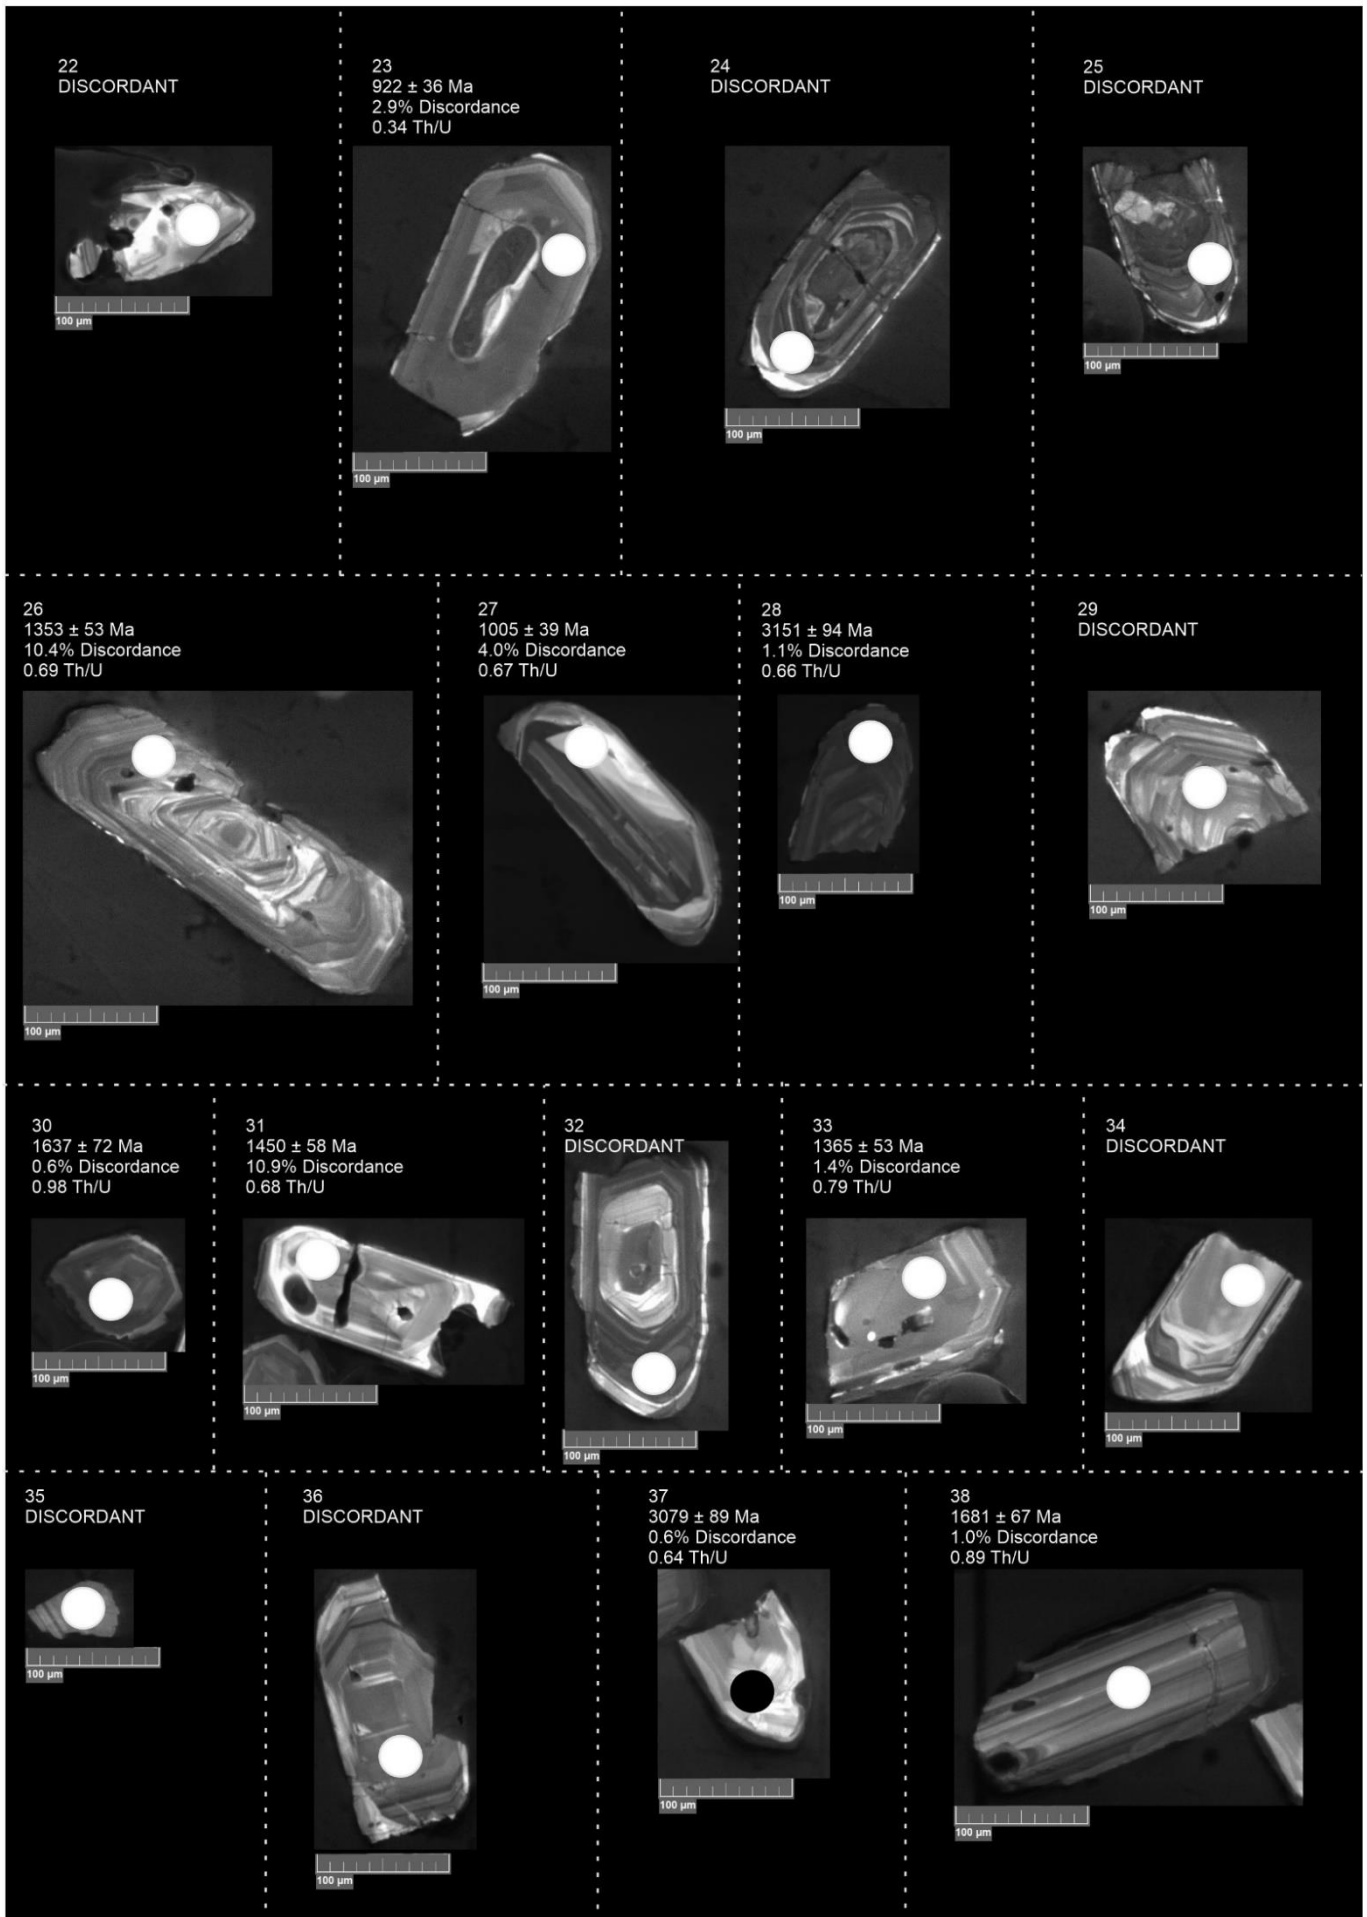 22
DISCORDANT
100 µm
23
922 ± 36 Ma
2.9% Discordance
0.34 Th/U
100 µm
24
DISCORDANT
100 µm
25
DISCORDANT
100 µm
26
1353 ± 53 Ma
10.4% Discordance
0.69 Th/U
100 µm
27
1005 ± 39 Ma
4.0% Discordance
0.67 Th/U
100 µm
28
3151 ± 94 Ma
1.1% Discordance
0.66 Th/U
100 µm
29
DISCORDANT
100 µm
30
1637 ± 72 Ma
0.6% Discordance
0.98 Th/U
100 µm
31
1450 ± 58 Ma
10.9% Discordance
0.68 Th/U
100 µm
32
DISCORDANT
100 µm
33
1365 ± 53 Ma
1.4% Discordance
0.79 Th/U
100 µm
34
DISCORDANT
100 µm
35
DISCORDANT
100 µm
36
DISCORDANT
100 µm
37
3079 ± 89 Ma
0.6% Discordance
0.64 Th/U
100 µm
38
1681 ± 67 Ma
1.0% Discordance
0.89 Th/U
100 µm